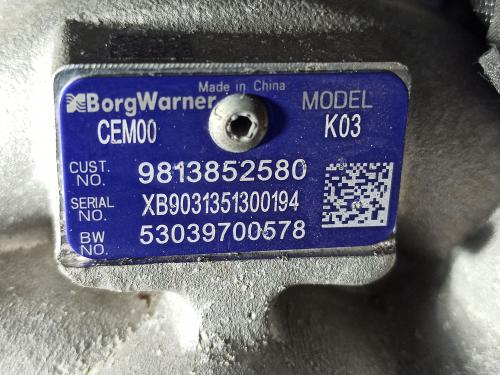 Made in China
BorgWarner MODEL
CEM00 K03
CUST. NO. 9813852580
SERIAL NO. XB9031351300194
BW NO. 53039700578